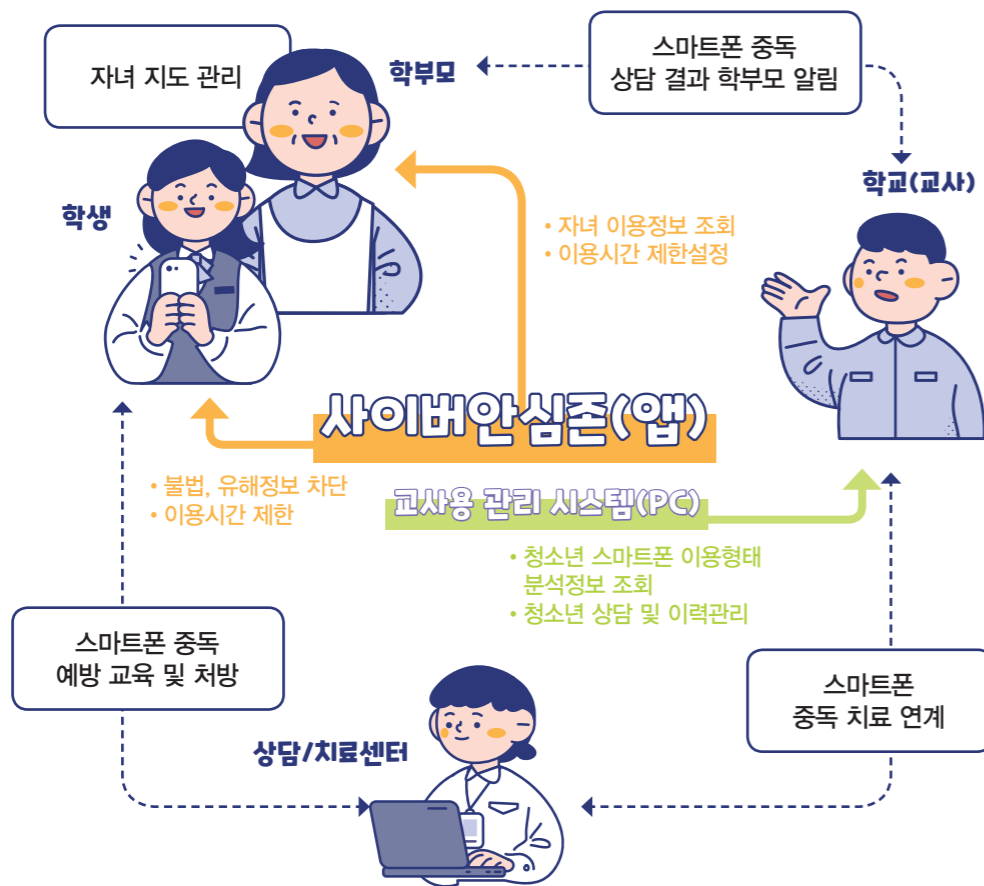 자녀 지도 관리
학부모
스마트폰 중독
상담 결과 학부모 알림
학교(교사)
학생
• 자녀 이용정보 조회
• 이용시간 제한설정
사이버안심존(앱)
• 불법, 유해정보 차단
• 이용시간 제한
교사용 관리 시스템(PC)
• 청소년 스마트폰 이용형태
분석정보 조회
• 청소년 상담 및 이력관리
스마트폰 중독
예방 교육 및 처방
스마트폰
중독 치료 연계
상담/치료센터